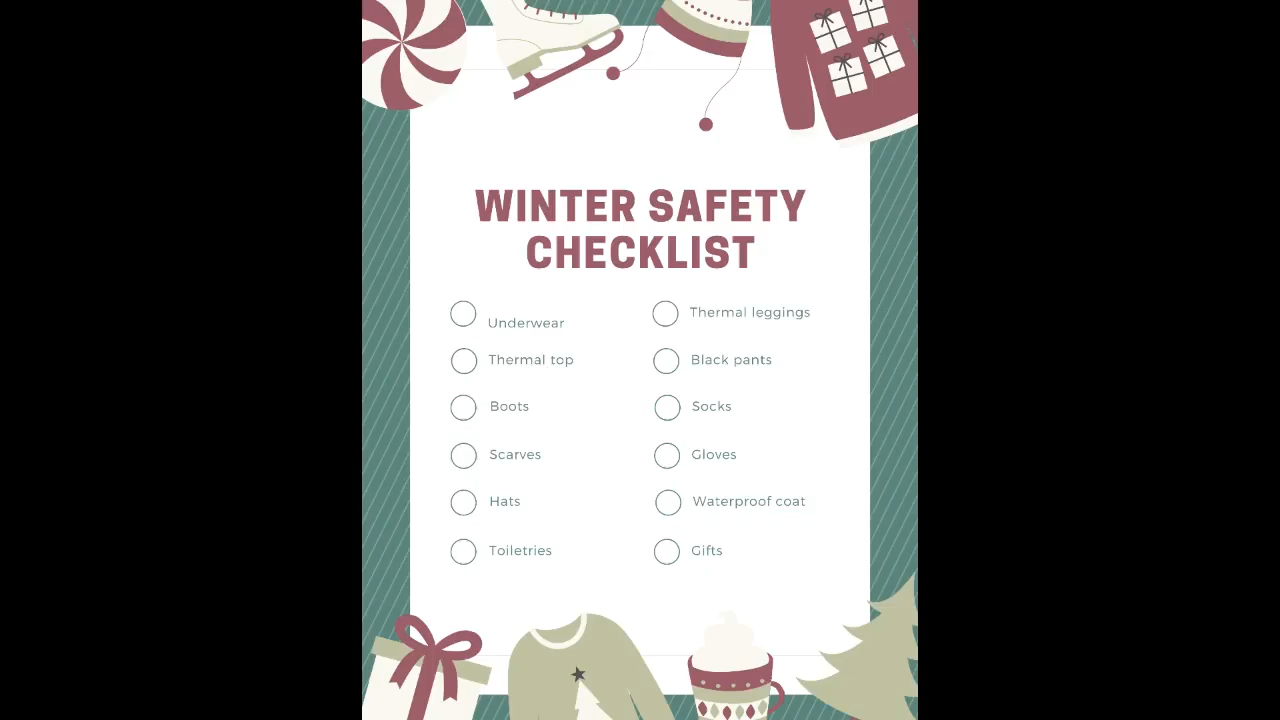 WINTER SAFETY
CHECKLIST
Underwear
Thermal top
Boots
Scarves
Hats
Toiletries
Thermal leggings
Black pants
Socks
Gloves
Waterproof coat
Gifts